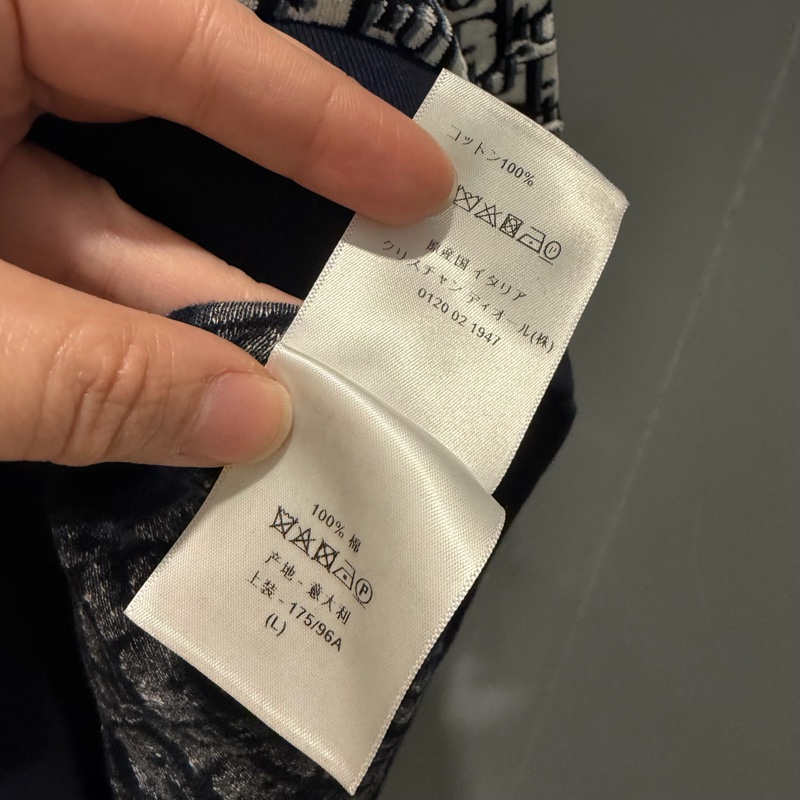 コットン100%
原産国 イタリア
クリスチャン ディオール(株)
0120 02 1947
100% 棉
P
产地 - 意大利
上装 - 175/96A
(L)